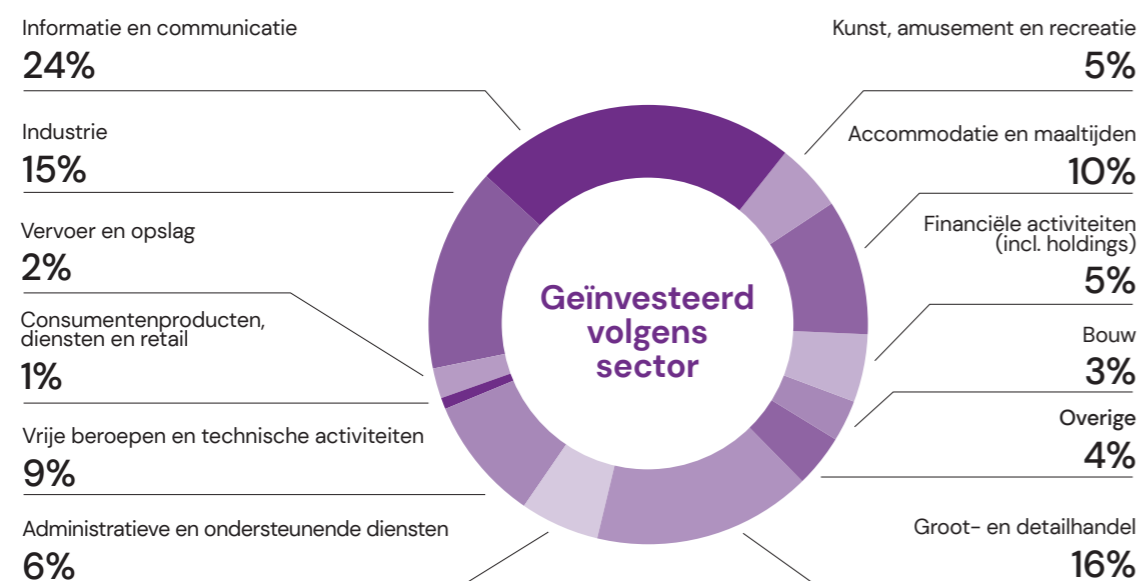 Informatie en communicatie
24%
Industrie
15%
Vervoer en opslag
2%
Consumentenproducten,
diensten en retail
1%
Vrije beroepen en technische activiteiten
9%
Administratieve en ondersteunende diensten
6%
Geïnvesteerd
volgens
sector
Kunst, amusement en recreatie
5%
Accommodatie en maaltijden
10%
Financiële activiteiten
(incl. holdings)
5%
Bouw
3%
Overige
4%
Groot- en detailhandel
16%